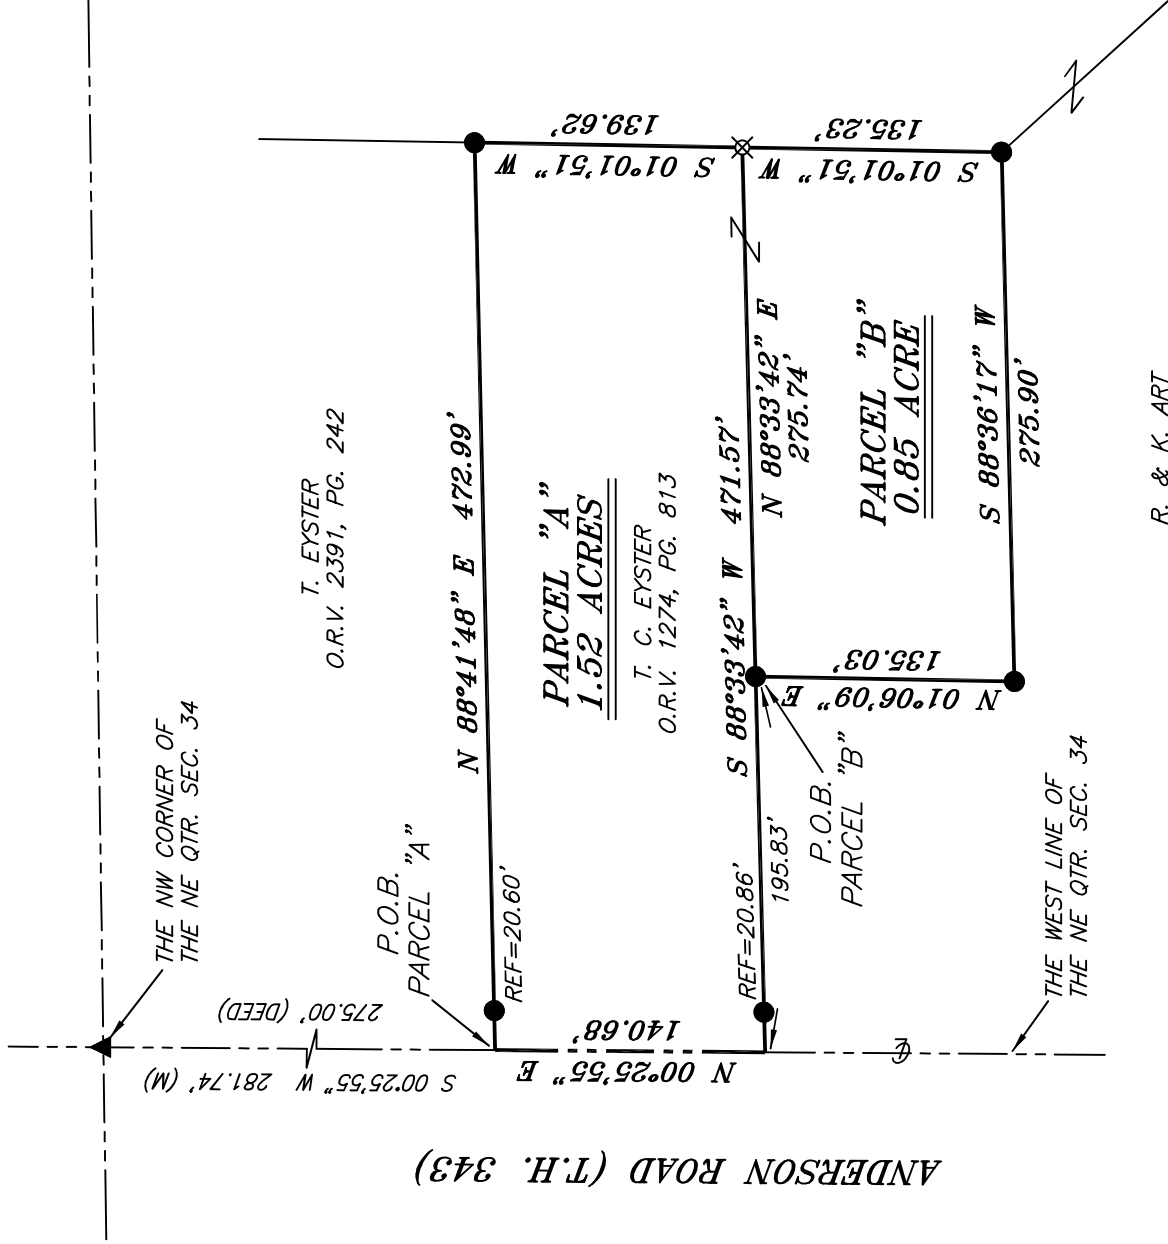 THE NW CORNER OF
THE NE QTR. SEC. 34
275.00' (DEED)
S 00°25'55" W 281.74' (M)
T. EYSTER
O.R.V. 2391, PG. 242
P.O.B.
PARCEL "A"
N 88°41'48" E 472.99'
REF=20.60'
139.62'
S 01°01'51" W
PARCEL "A"
1.52 ACRES
T. C. EYSTER
O.R.V. 1274, PG. 813
140.68'
N 00°25'55" E
S 88°33'42" W 471.57'
REF=20.86'
195.83'
N 88°33'42" E
275.74'
P.O.B.
PARCEL "B"
135.23'
S 01°01'51" W
PARCEL "B"
0.85 ACRE
135.03'
N 01°06'09" E
S 88°36'17" W
275.90'
THE WEST LINE OF
THE NE QTR. SEC. 34
R. & K. ART
ANDERSON ROAD (T.H. 343)